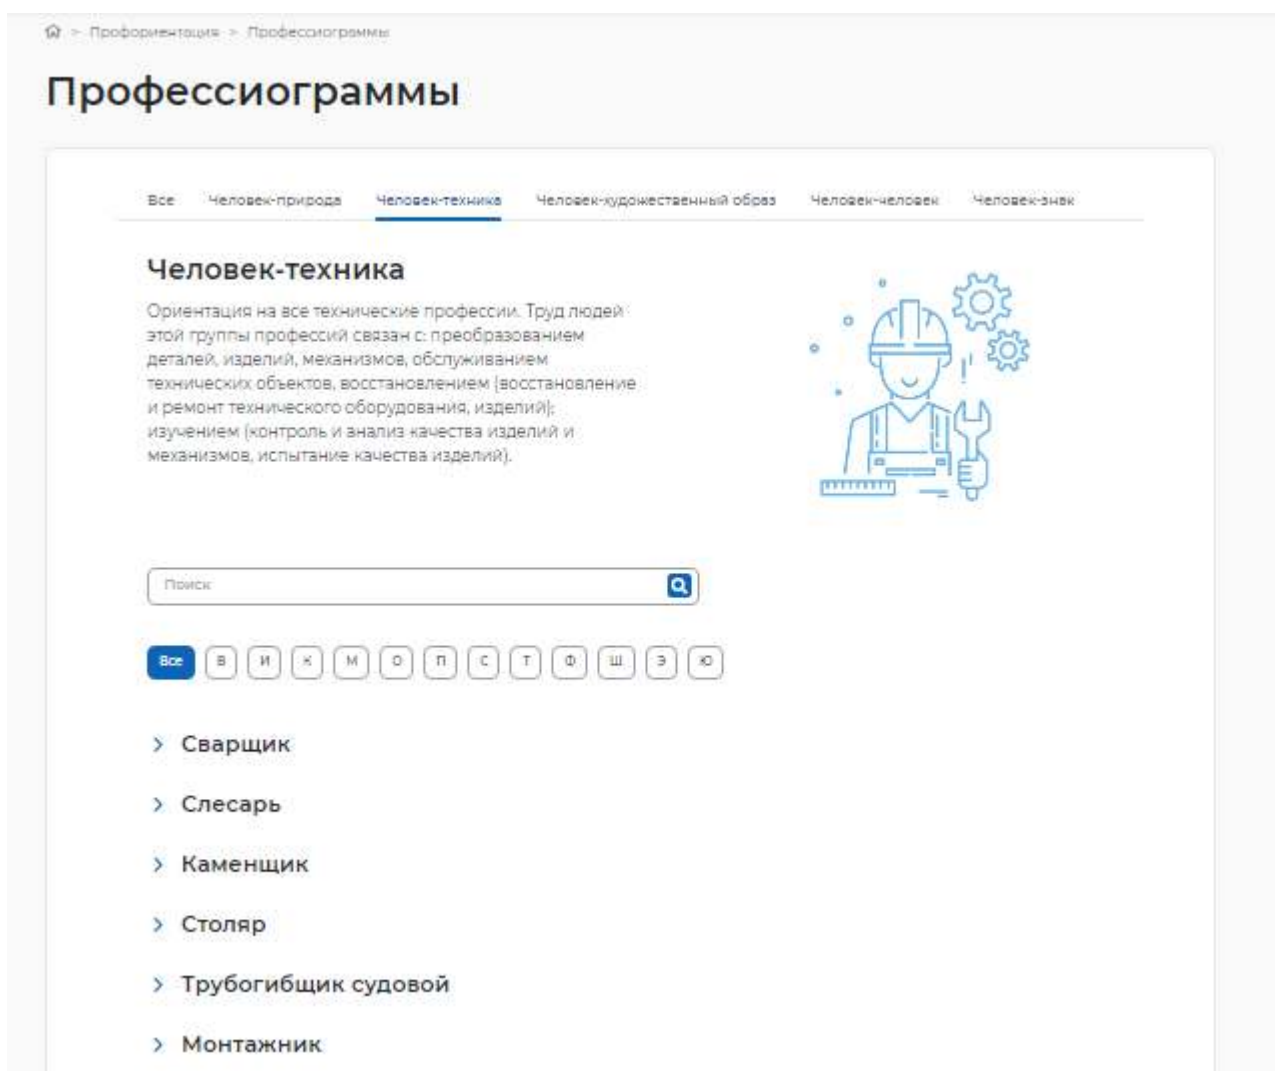 > Профориентация > Профессиограммы
Профессиограммы
Все Человек-природа Человек-техника Человек-художественный образ Человек-человек Человек-знак
Человек-техника
Ориентация на все технические профессии. Труд людей
этой группы профессий связан с: преобразованием
деталей, изделий, механизмов, обслуживанием
технических объектов, восстановлением (восстановление
и ремонт технического оборудования, изделий);
изучением (контроль и анализ качества изделий и
механизмов, испытание качества изделий).
Поиск
Все В И К М О П С Т Ф Ш Э Ю
Сварщик
Слесарь
Каменщик
Столяр
Трубогибщик судовой
Монтажник